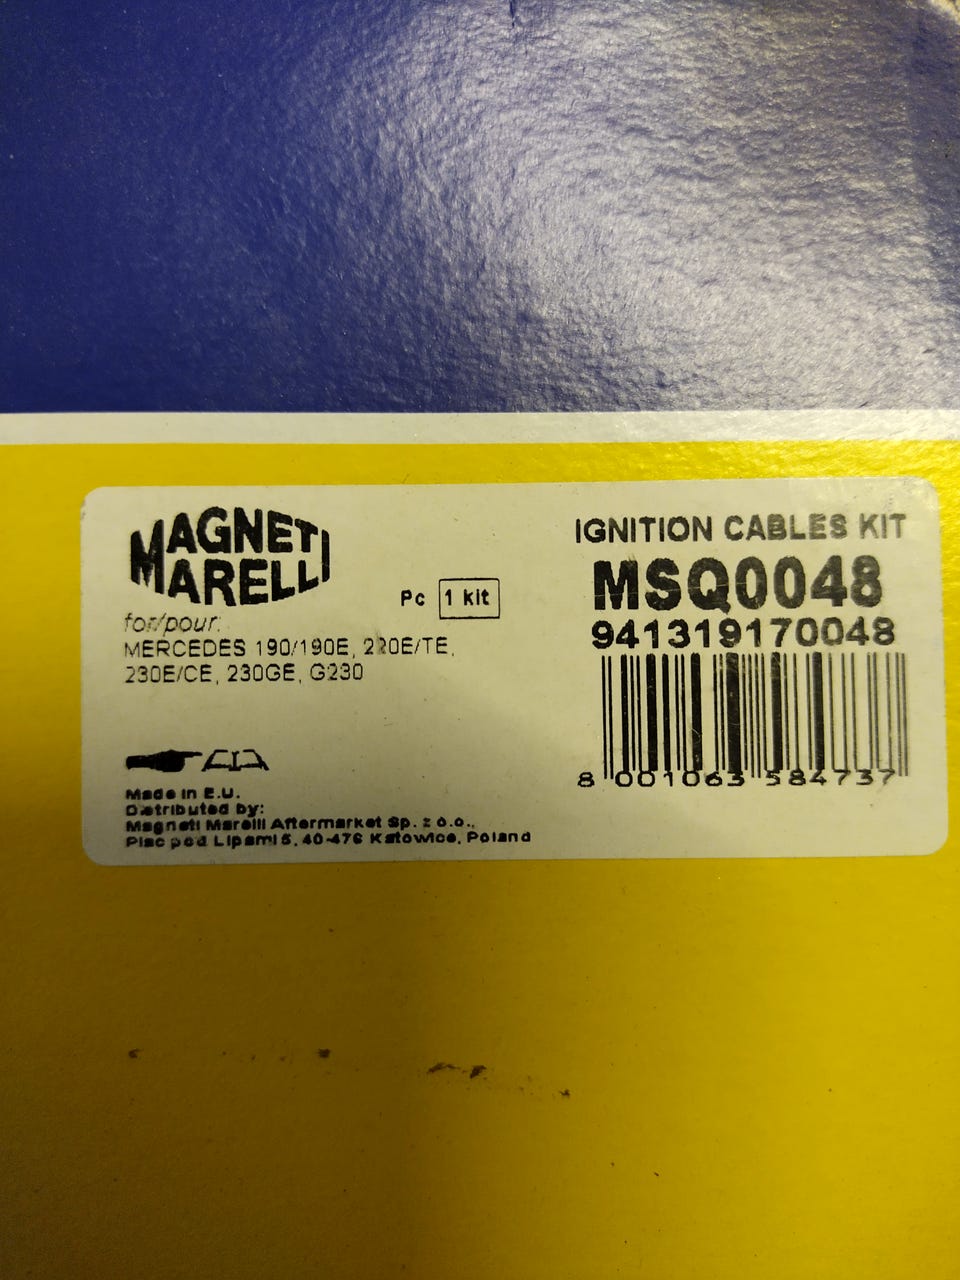 MAGNETI
MARELLI
IGNITION CABLES KIT
MSQ0048
Pc 1 kit
941319170048
for/pour:
MERCEDES 190/190E, 220E/TE,
230E/CE, 230GE, G230
8 001063 584737
Made in E.U.
Distributed by:
Magneti Marelli Aftermarket Sp. z o.o.,
Plac pod Lipami 5, 40-476 Katowice, Poland